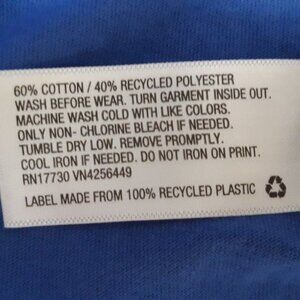 60% COTTON / 40% RECYCLED POLYESTER
WASH BEFORE WEAR. TURN GARMENT INSIDE OUT.
MACHINE WASH COLD WITH LIKE COLORS.
ONLY NON- CHLORINE BLEACH IF NEEDED.
TUMBLE DRY LOW. REMOVE PROMPTLY.
COOL IRON IF NEEDED. DO NOT IRON ON PRINT.
RN17730 VN4256449
LABEL MADE FROM 100% RECYCLED PLASTIC